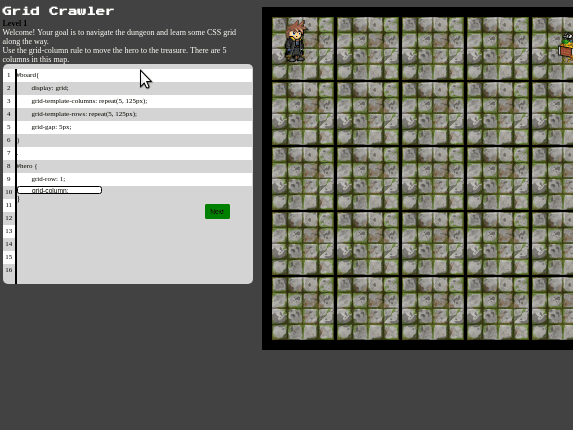 Grid Crawler
Level 1
Welcome! Your goal is to navigate the dungeon and learn some CSS grid
along the way.
Use the grid-column rule to move the hero to the treasure. There are 5
columns in this map.
1 #board{
2 display: grid;
3 grid-template-columns: repeat(5, 125px);
4 grid-template-rows: repeat(5, 125px);
5 grid-gap: 5px;
6 }
7
8 #hero {
9 grid-row: 1;
10 grid-column:
11 }
12
13
14
15
16
Next